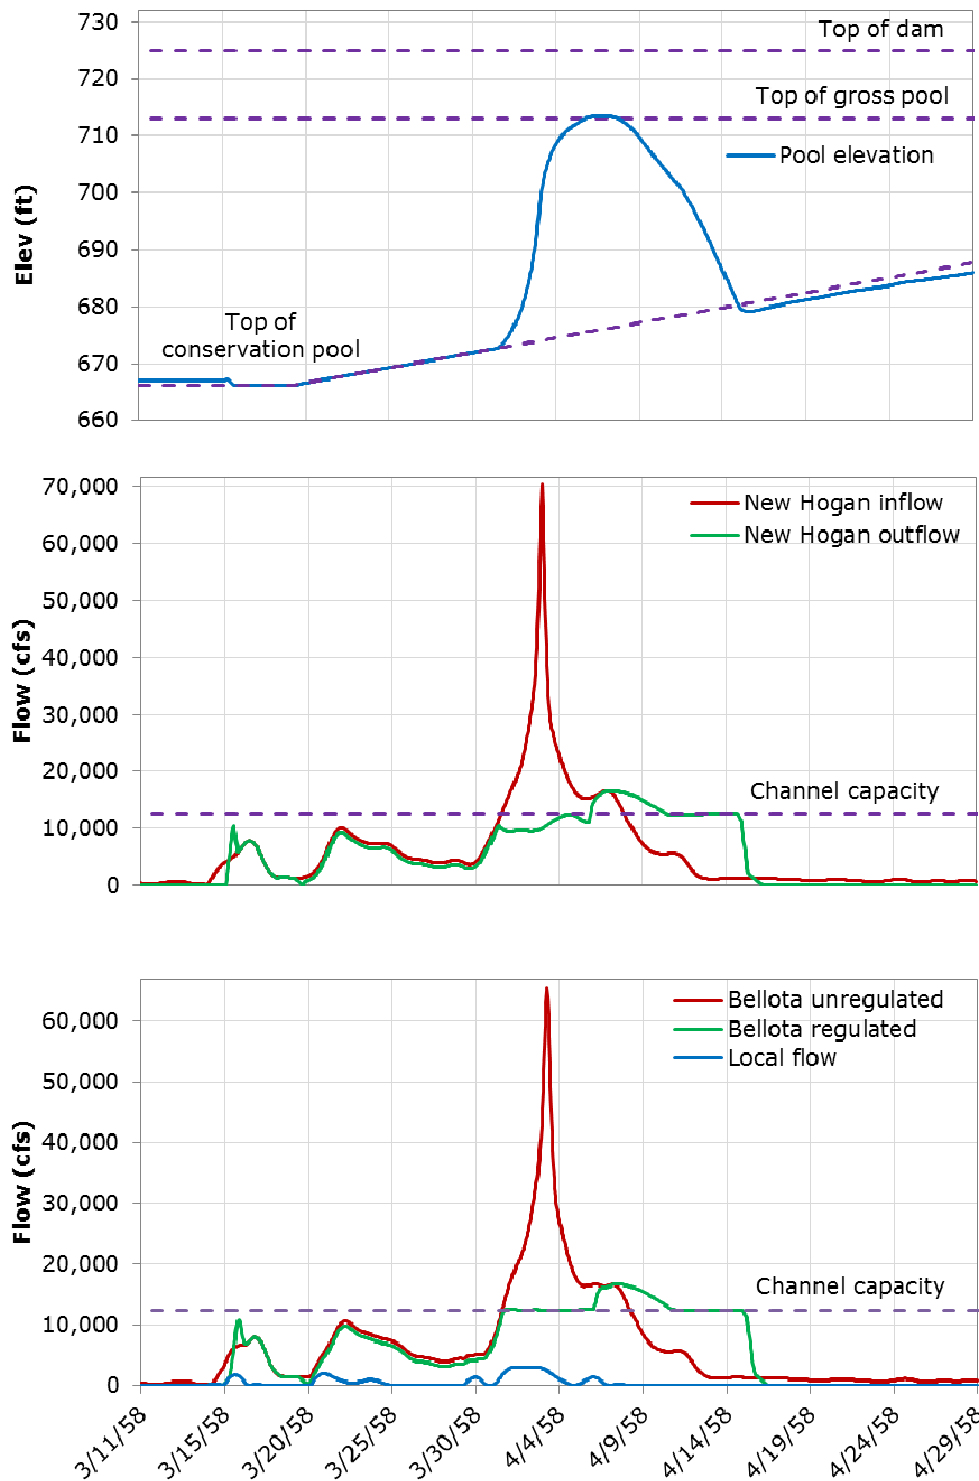 730
Top of dam
720
Top of gross pool
710
Pool elevation
700
Elev (ft)
690
680
Top of
conservation pool
670
660
70,000
New Hogan inflow
New Hogan outflow
60,000
50,000
40,000
Flow (cfs)
30,000
20,000
Channel capacity
10,000
0
Bellota unregulated
60,000
Bellota regulated
Local flow
50,000
40,000
Flow (cfs)
30,000
20,000
Channel capacity
10,000
0
3/11/58
3/15/58
3/20/58
3/25/58
3/30/58
4/4/58
4/9/58
4/14/58
4/19/58
4/24/58
4/29/58